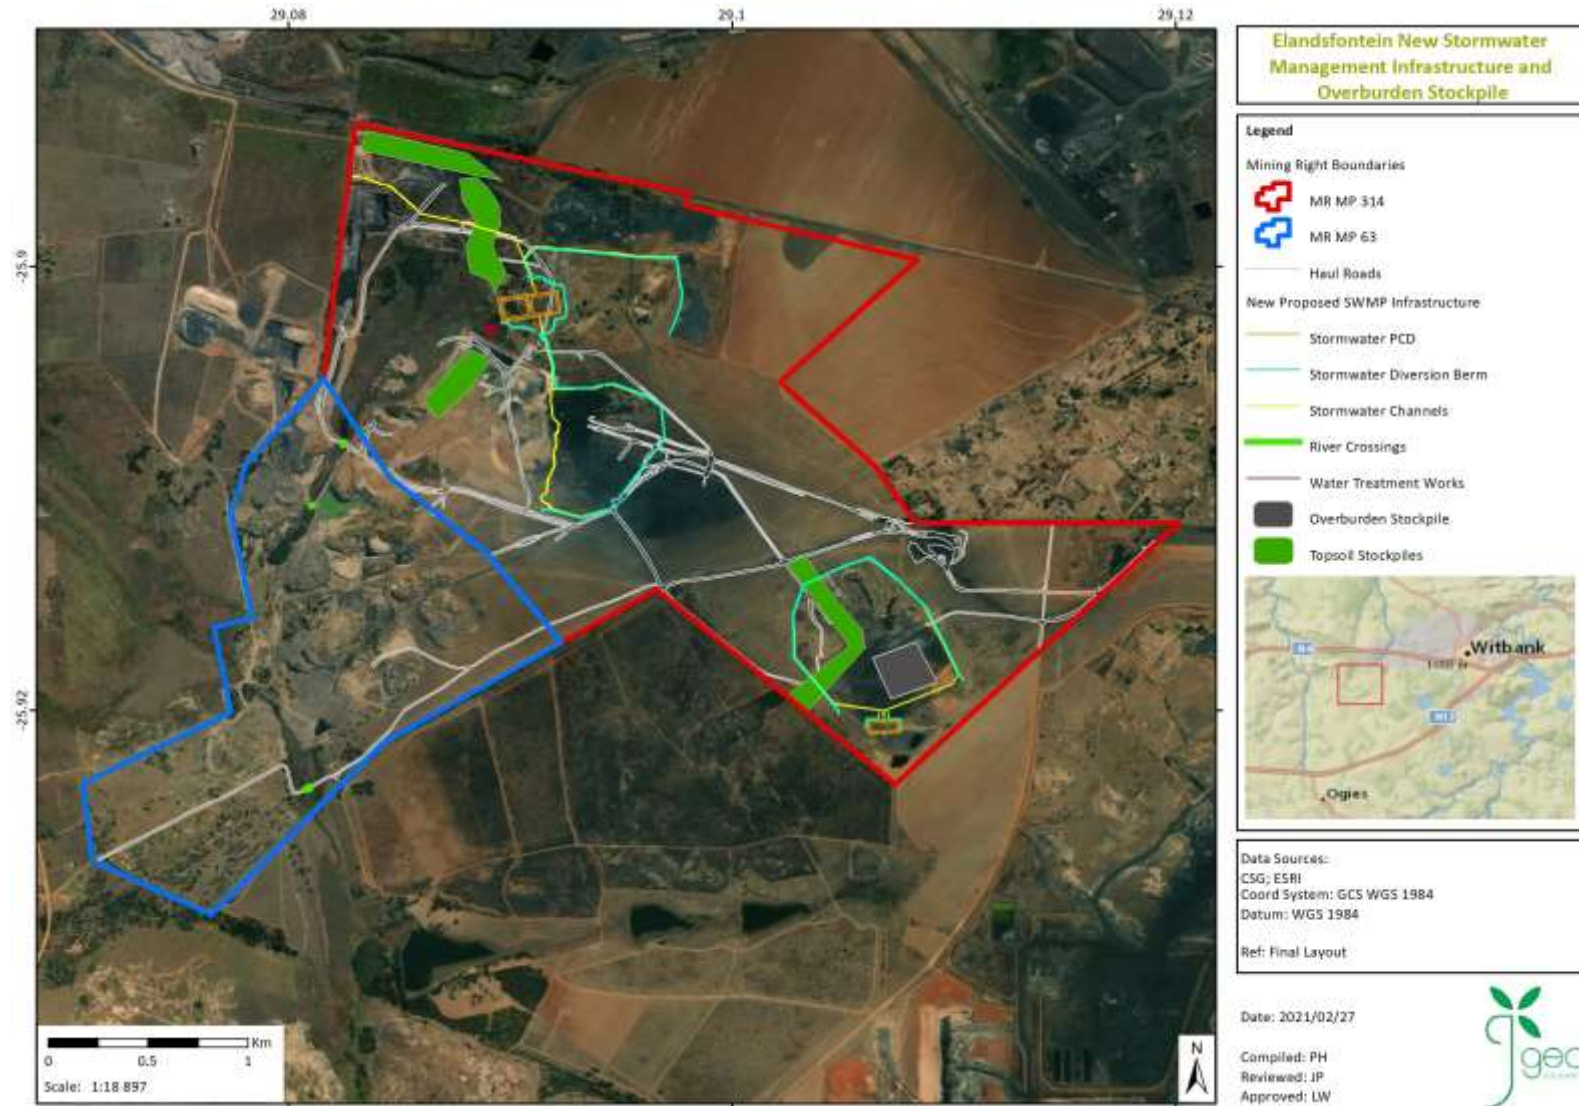 29.08
29.1
29.12
-25.9
-25.92
Elandsfontein New Stormwater
Management Infrastructure and
Overburden Stockpile
Legend
Mining Right Boundaries
MR MP 314
MR MP 63
Haul Roads
New Proposed SWMP Infrastructure
Stormwater PCD
Stormwater Diversion Berm
Stormwater Channels
River Crossings
Water Treatment Works
Overburden Stockpile
Topsoil Stockpiles
Witbank
Ogies
Data Sources:
CSG; ESRI
Coord System: GCS WGS 1984
Datum: WGS 1984
Ref: Final Layout
Date: 2021/02/27
Compiled: PH
Reviewed: JP
Approved: LW
Km
0
0.5
1
Scale: 1:18 897
N